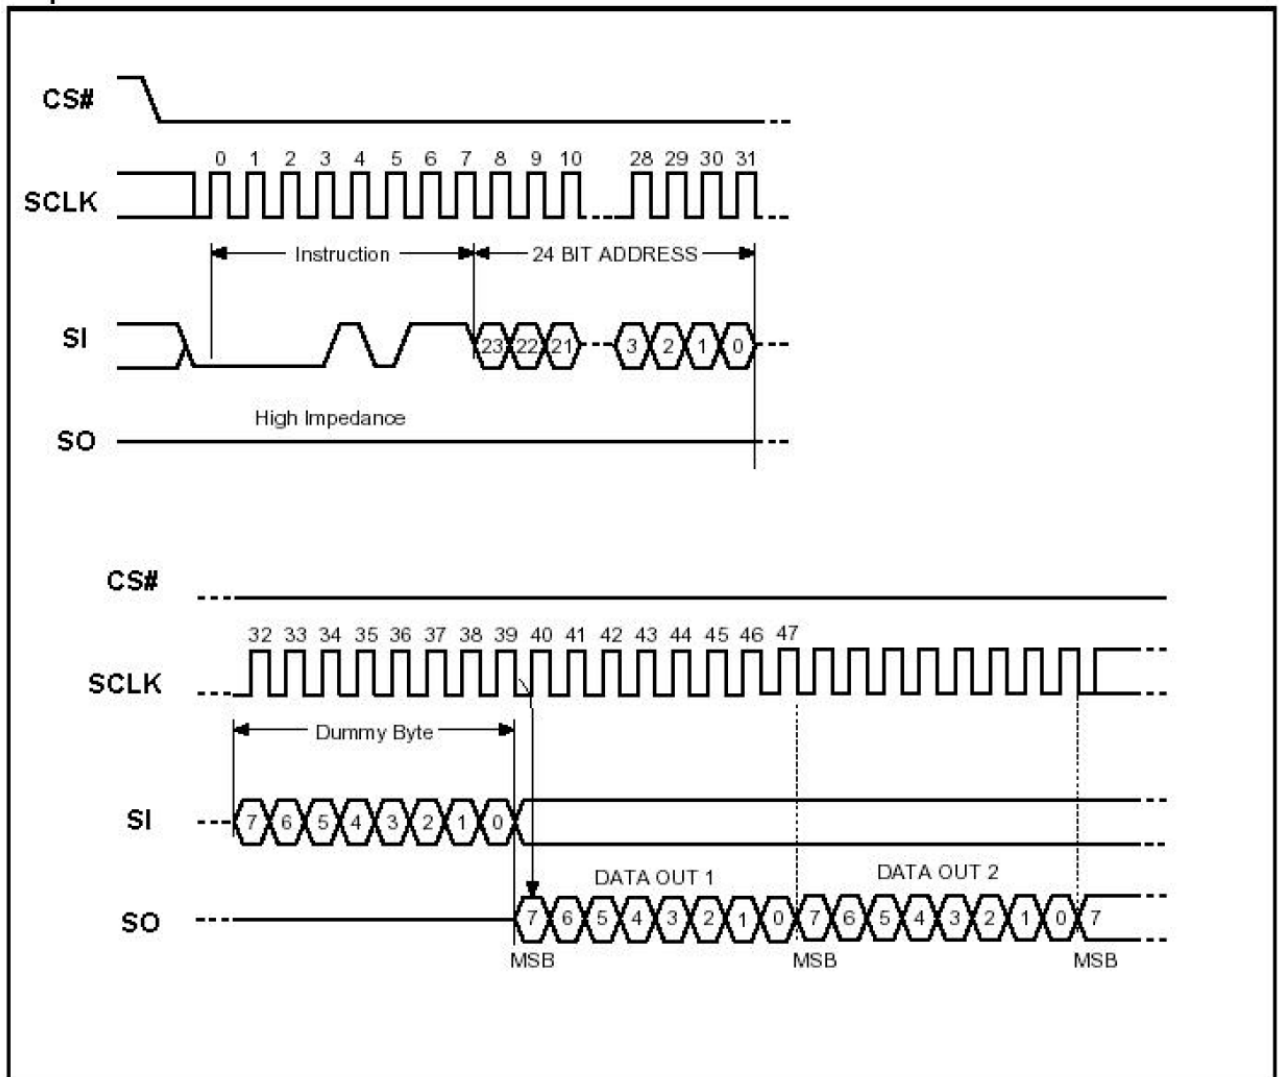 CS#
0 1 2 3 4 5 6 7 8 9 10 28 29 30 31
SCLK
Instruction 24 BIT ADDRESS
SI 23 22 21 3 2 1 0
High Impedance
SO
CS#
32 33 34 35 36 37 38 39 40 41 42 43 44 45 46 47
SCLK
Dummy Byte
SI 7 6 5 4 3 2 1 0
DATA OUT 1 DATA OUT 2
SO 7 6 5 4 3 2 1 0 7 6 5 4 3 2 1 0 7
MSB MSB MSB